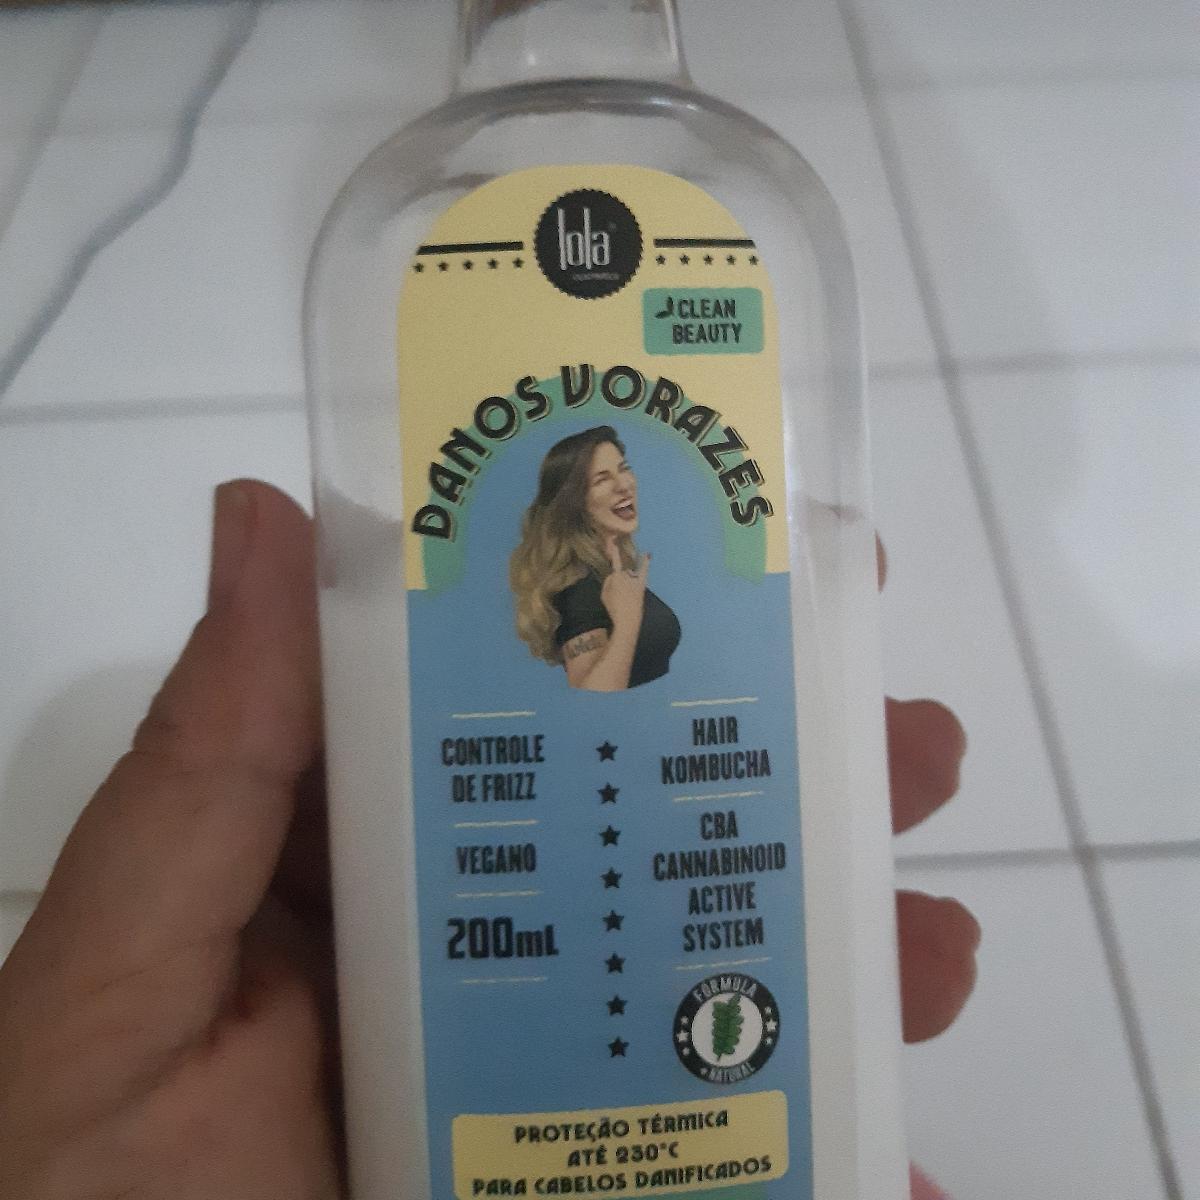 lola
CLEAN
BEAUTY
DANOS VORAZES
CONTROLE
DE FRIZZ
VEGANO
200mL
HAIR
KOMBUCHA
CBA
CANNABINOID
ACTIVE
SYSTEM
FÓRMULA
NATURAL
PROTEÇÃO TÉRMICA
ATÉ 230°C
PARA CABELOS DANIFICADOS